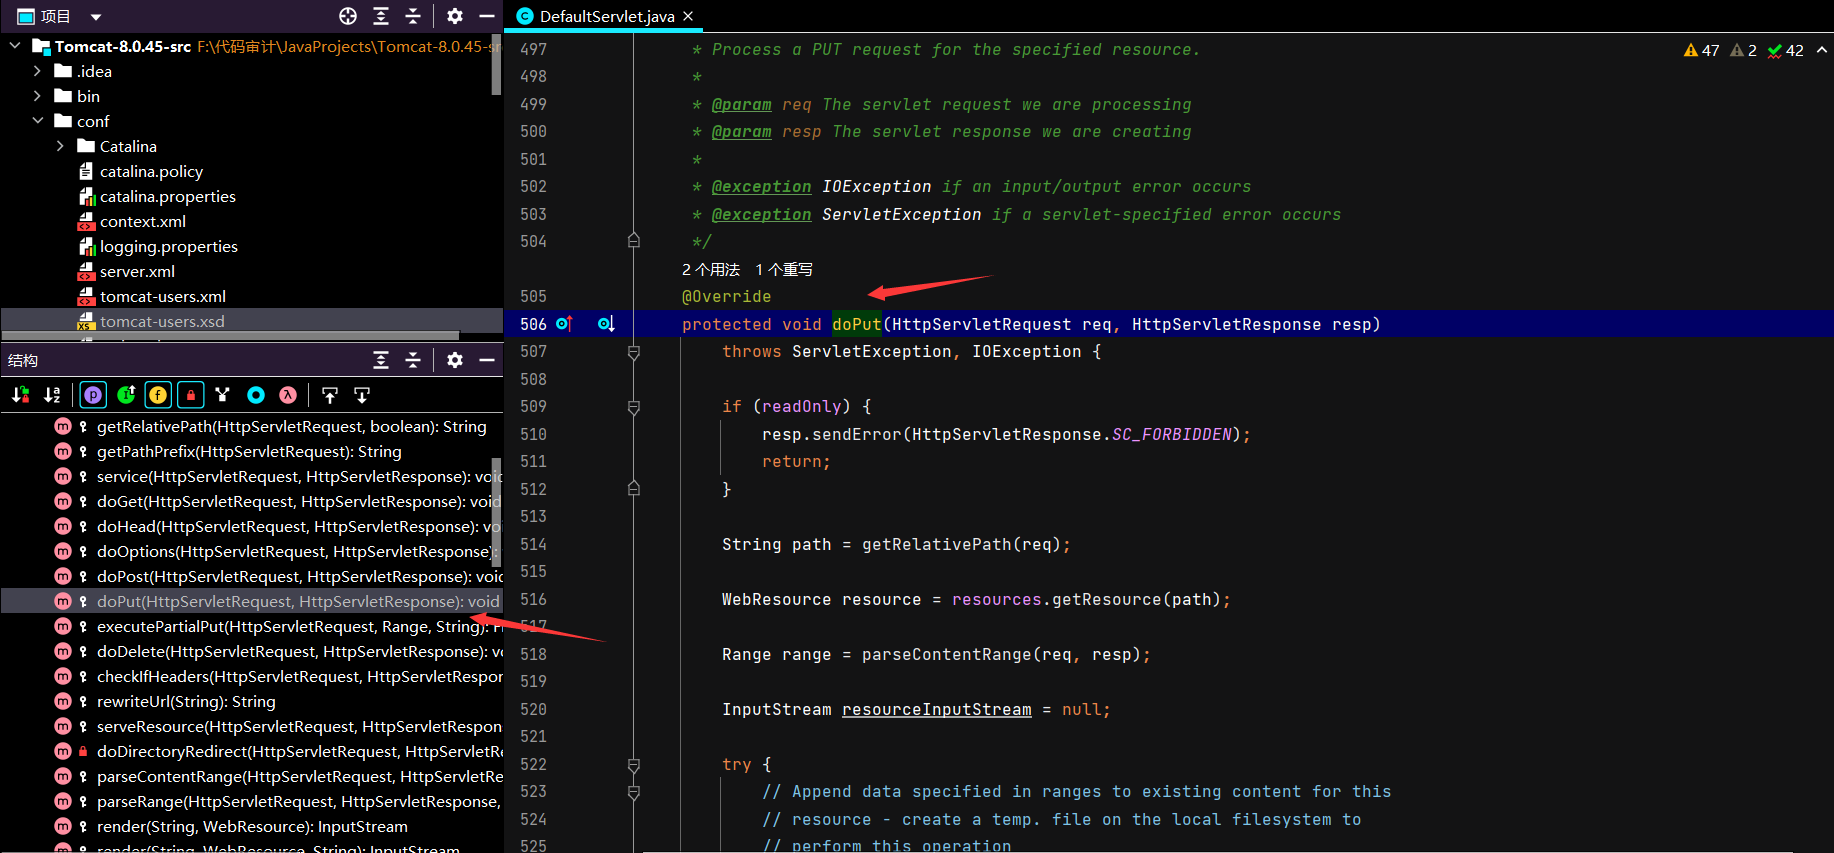 项目
Tomcat-8.0.45-src F:\代码审计\JavaProjects\Tomcat-8.0.45-sr
.idea
bin
conf
Catalina
catalina.policy
catalina.properties
context.xml
logging.properties
server.xml
tomcat-users.xml
tomcat-users.xsd
结构
getRelativePath(HttpServletRequest, boolean): String
getPathPrefix(HttpServletRequest): String
service(HttpServletRequest, HttpServletResponse): void
doGet(HttpServletRequest, HttpServletResponse): void
doHead(HttpServletRequest, HttpServletResponse): vo
doOptions(HttpServletRequest, HttpServletResponse):
doPost(HttpServletRequest, HttpServletResponse): void
doPut(HttpServletRequest, HttpServletResponse): void
executePartialPut(HttpServletRequest, Range, String): F
doDelete(HttpServletRequest, HttpServletResponse): v
checkIfHeaders(HttpServletRequest, HttpServletRespor
rewriteUrl(String): String
serveResource(HttpServletRequest, HttpServletRespon
doDirectoryRedirect(HttpServletRequest, HttpServletRe
parseContentRange(HttpServletRequest, HttpServletRe
parseRange(HttpServletRequest, HttpServletResponse,
render(String, WebResource): InputStream
render(String, WebResource, String): InputStream
DefaultServlet.java
47 2 42
497 * Process a PUT request for the specified resource.
498 *
499 * @param req The servlet request we are processing
500 * @param resp The servlet response we are creating
501 *
502 * @exception IOException if an input/output error occurs
503 * @exception ServletException if a servlet-specified error occurs
504 */
2 个用法 1 个重写
505 @Override
506 protected void doPut(HttpServletRequest req, HttpServletResponse resp)
507 throws ServletException, IOException {
508
509 if (readOnly) {
510 resp.sendError(HttpServletResponse.SC_FORBIDDEN);
511 return;
512 }
513
514 String path = getRelativePath(req);
515
516 WebResource resource = resources.getResource(path);
517
518 Range range = parseContentRange(req, resp);
519
520 InputStream resourceInputStream = null;
521
522 try {
523 // Append data specified in ranges to existing content for this
524 // resource - create a temp. file on the local filesystem to
525 // perform this operation